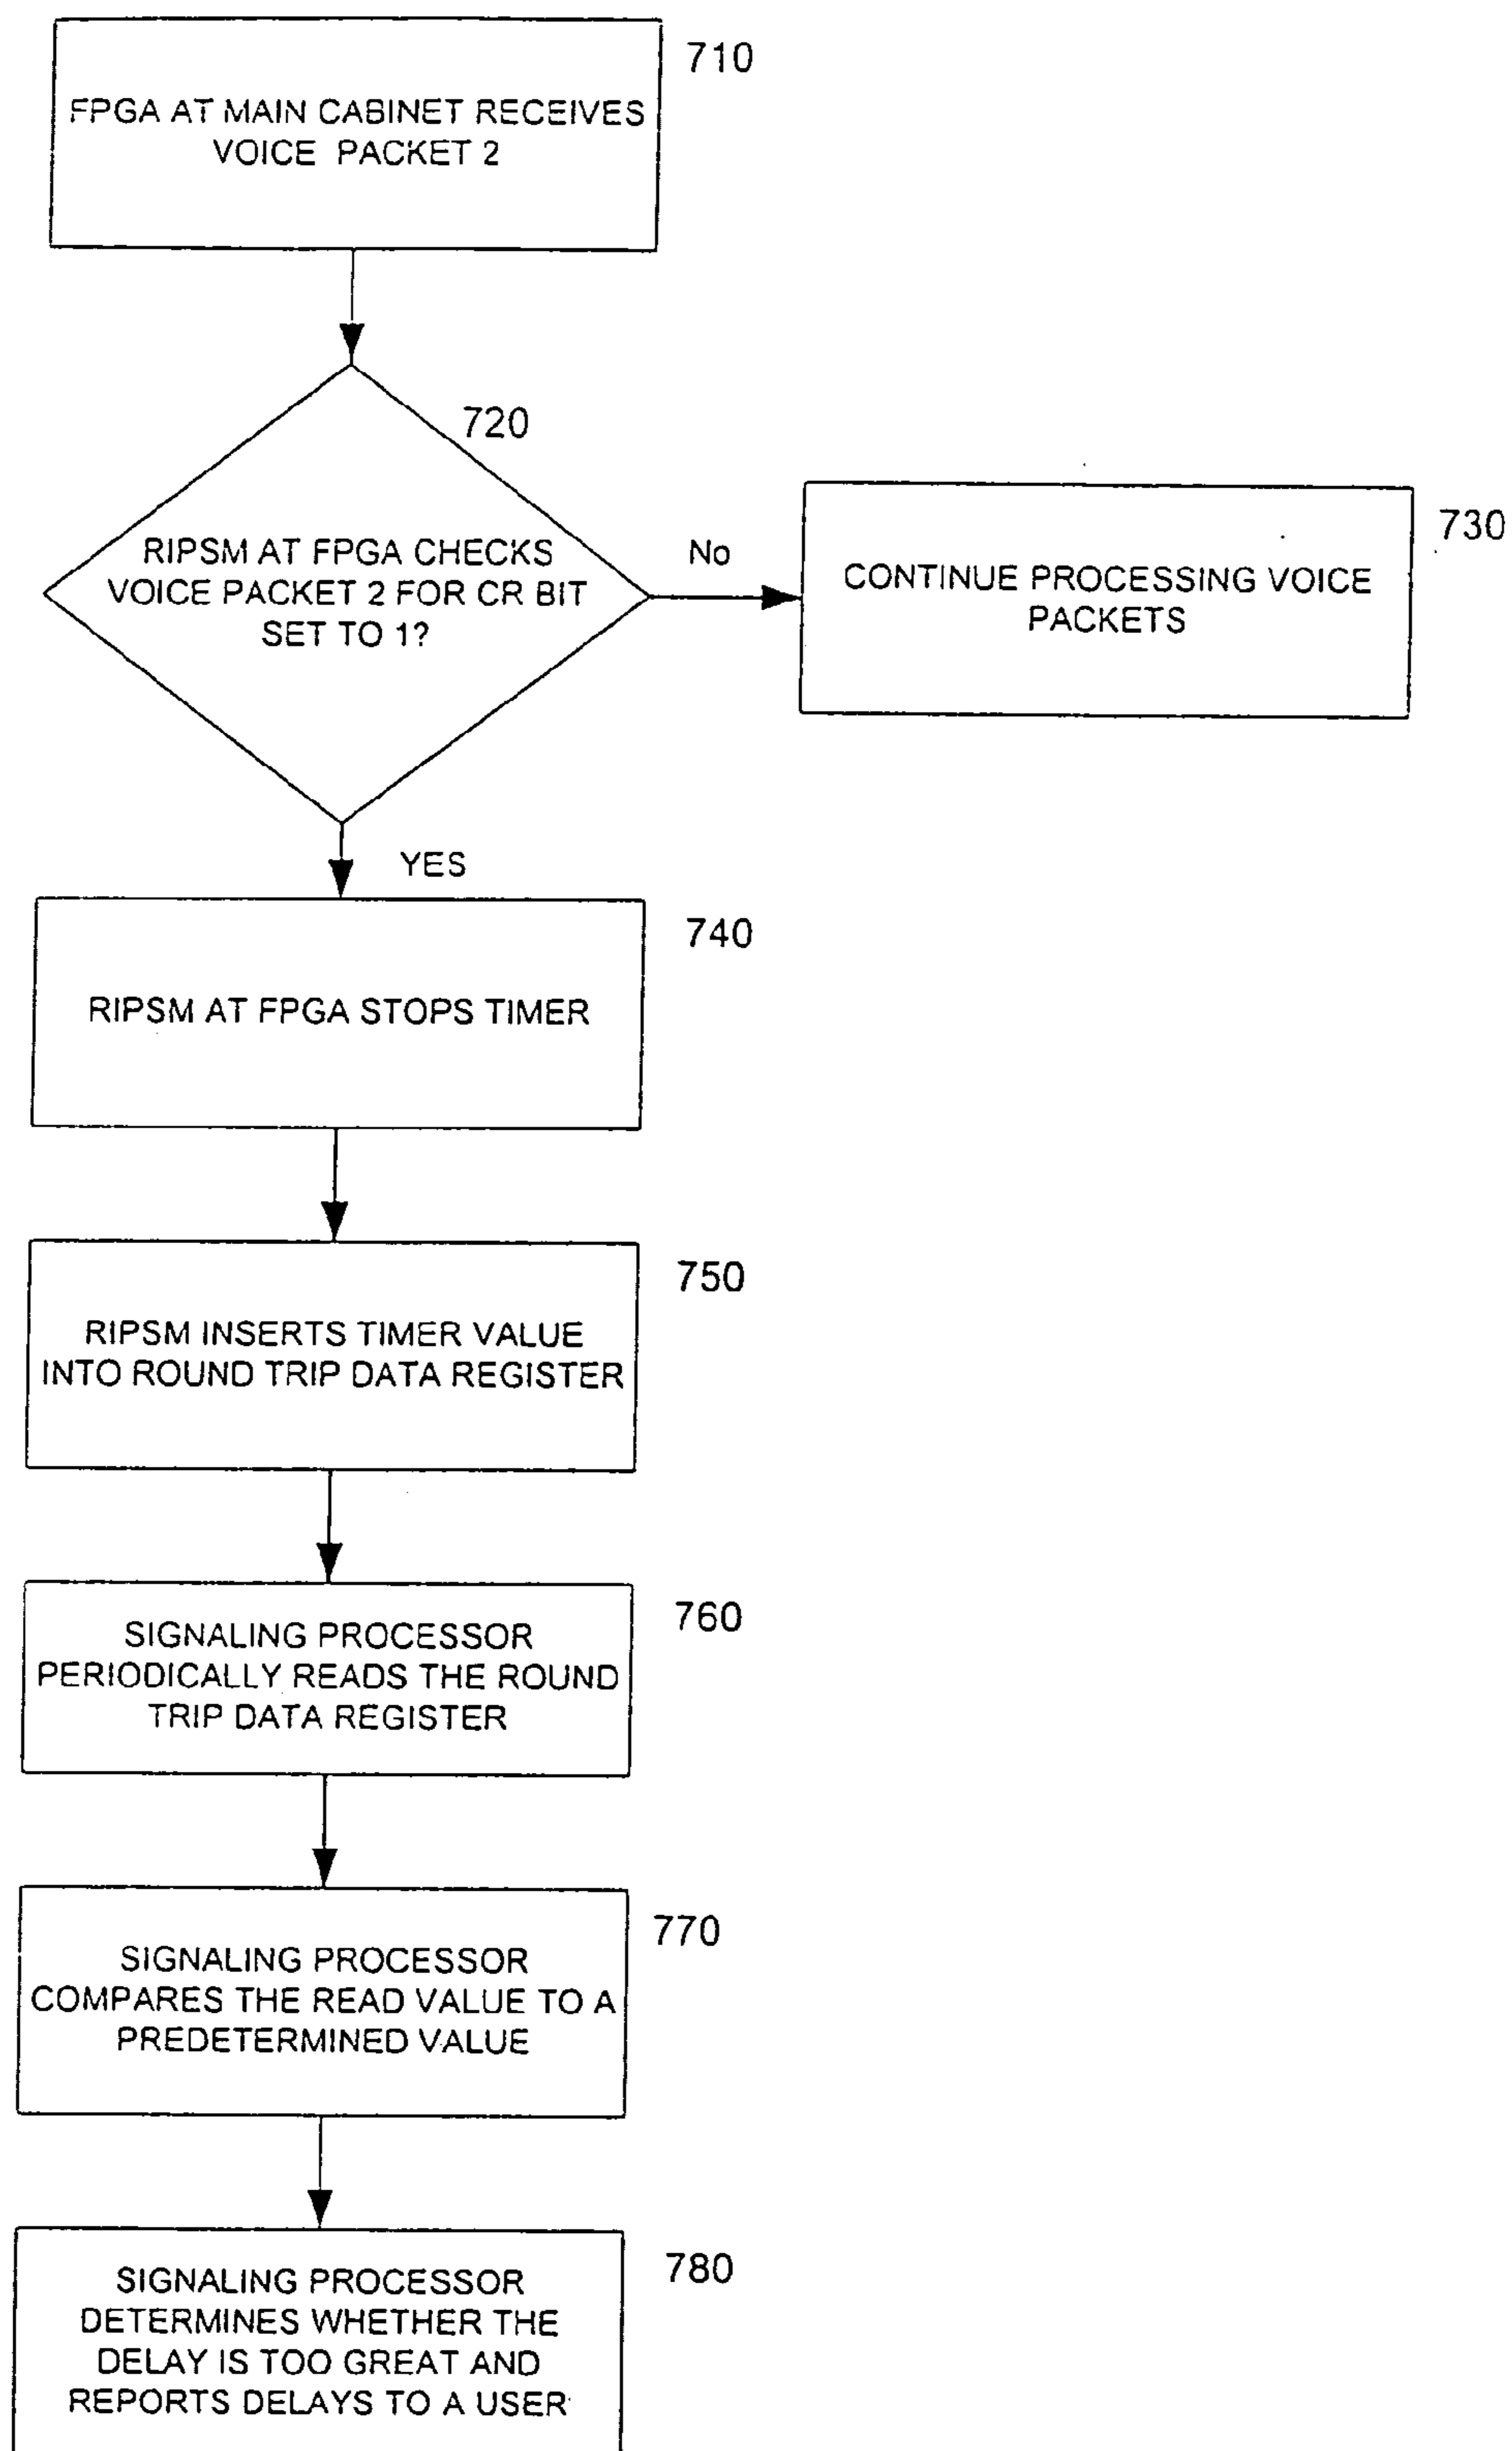 710
FPGA AT MAIN CABINET RECEIVES
VOICE PACKET 2
720
RIPSM AT FPGA CHECKS
VOICE PACKET 2 FOR CR BIT
SET TO 1?
No
730
CONTINUE PROCESSING VOICE
PACKETS
YES
740
RIPSM AT FPGA STOPS TIMER
750
RIPSM INSERTS TIMER VALUE
INTO ROUND TRIP DATA REGISTER
760
SIGNALING PROCESSOR
PERIODICALLY READS THE ROUND
TRIP DATA REGISTER
770
SIGNALING PROCESSOR
COMPARES THE READ VALUE TO A
PREDETERMINED VALUE
780
SIGNALING PROCESSOR
DETERMINES WHETHER THE
DELAY IS TOO GREAT AND
REPORTS DELAYS TO A USER